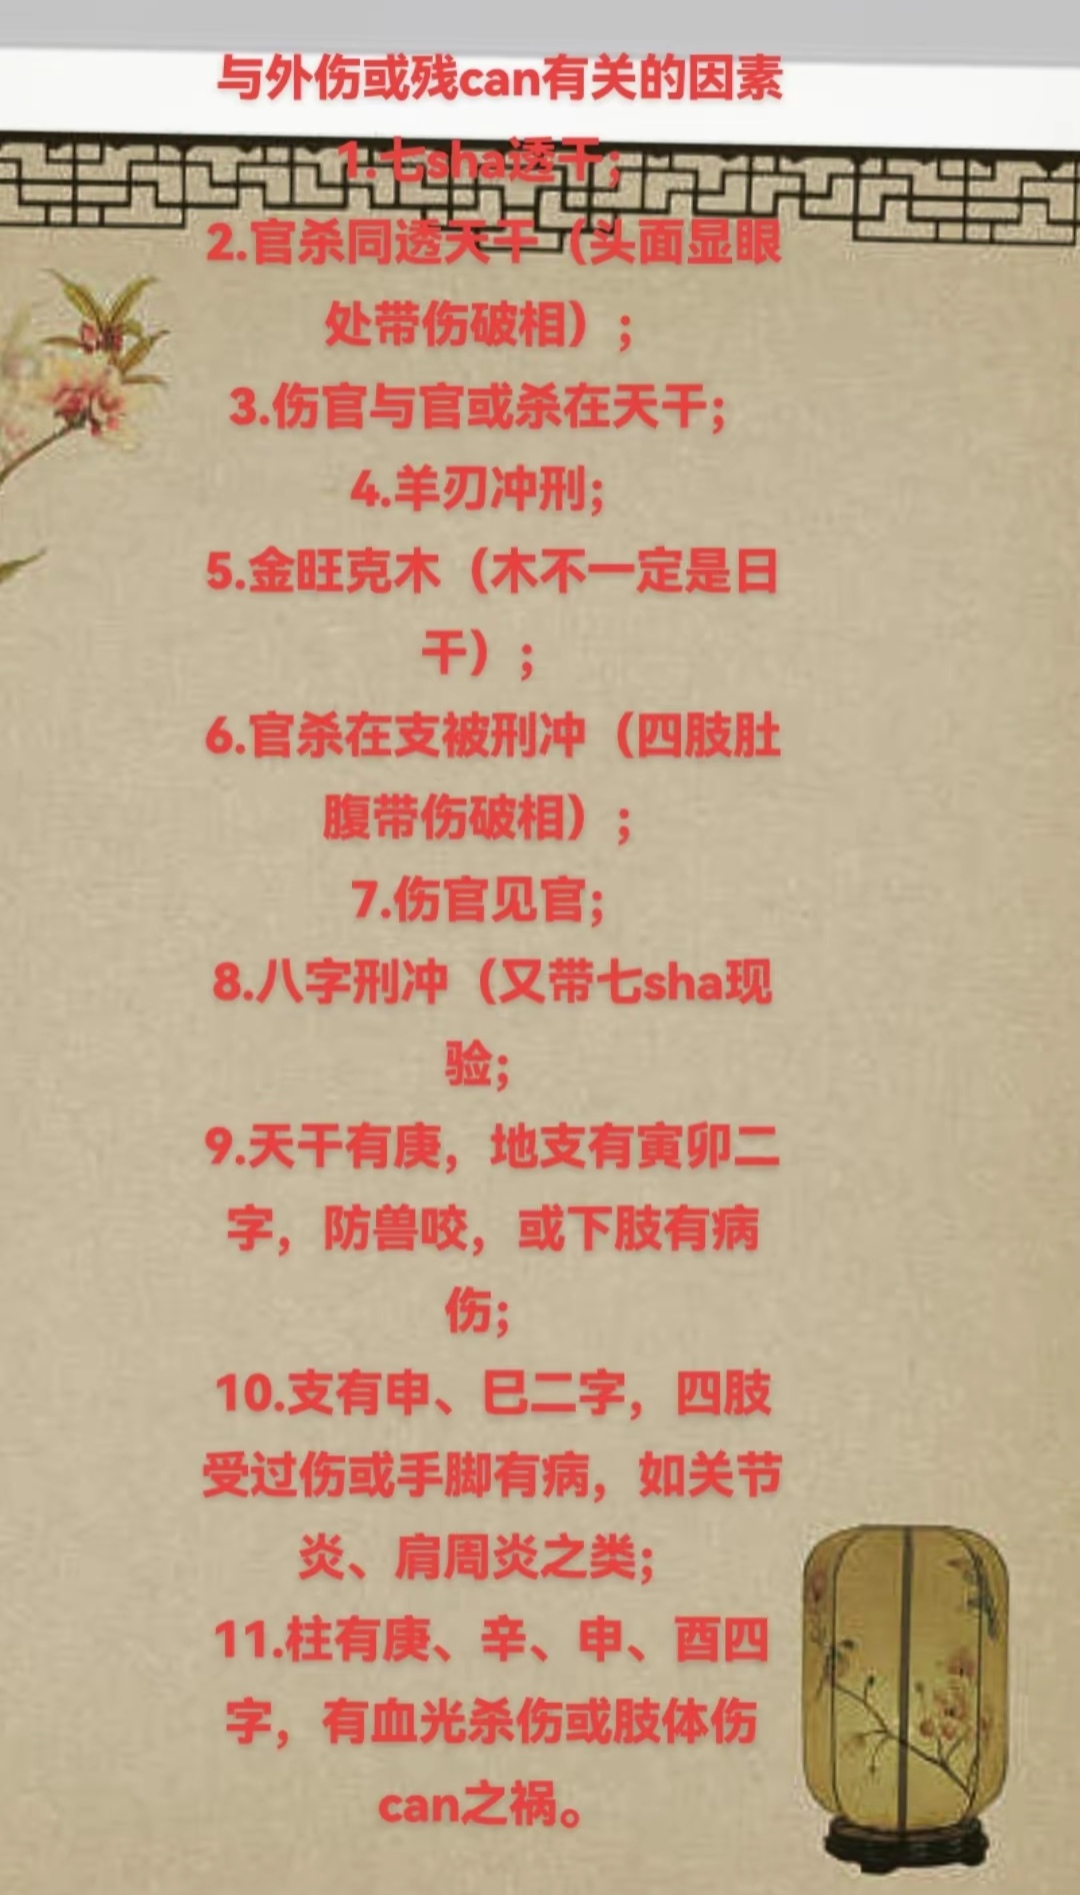 与外伤或残can有关的因素
1.七sha透干;
2.官杀同透天干（头面显眼
处带伤破相）;
3.伤官与官或杀在天干;
4.羊刃冲刑;
5.金旺克木（木不一定是日
干）;
6.官杀在支被刑冲（四肢肚
腹带伤破相）;
7.伤官见官;
8.八字刑冲（又带七sha现
验;
9.天干有庚，地支有寅卯二
字，防兽咬，或下肢有病
伤;
10.支有申、巳二字，四肢
受过伤或手脚有病，如关节
炎、肩周炎之类;
11.柱有庚、辛、申、酉四
字，有血光杀伤或肢体伤
can之祸。